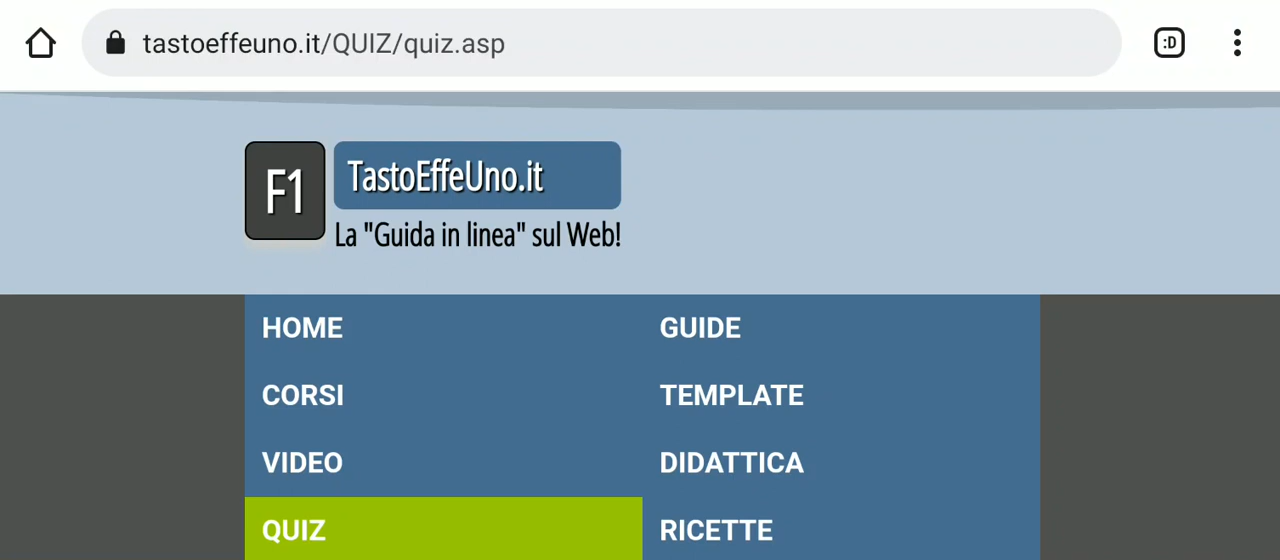 tastoeffeuno.it/QUIZ/quiz.asp
:D
F1
TastoEffeUno.it
La "Guida in linea" sul Web!
HOME
GUIDE
CORSI
TEMPLATE
VIDEO
DIDATTICA
QUIZ
RICETTE